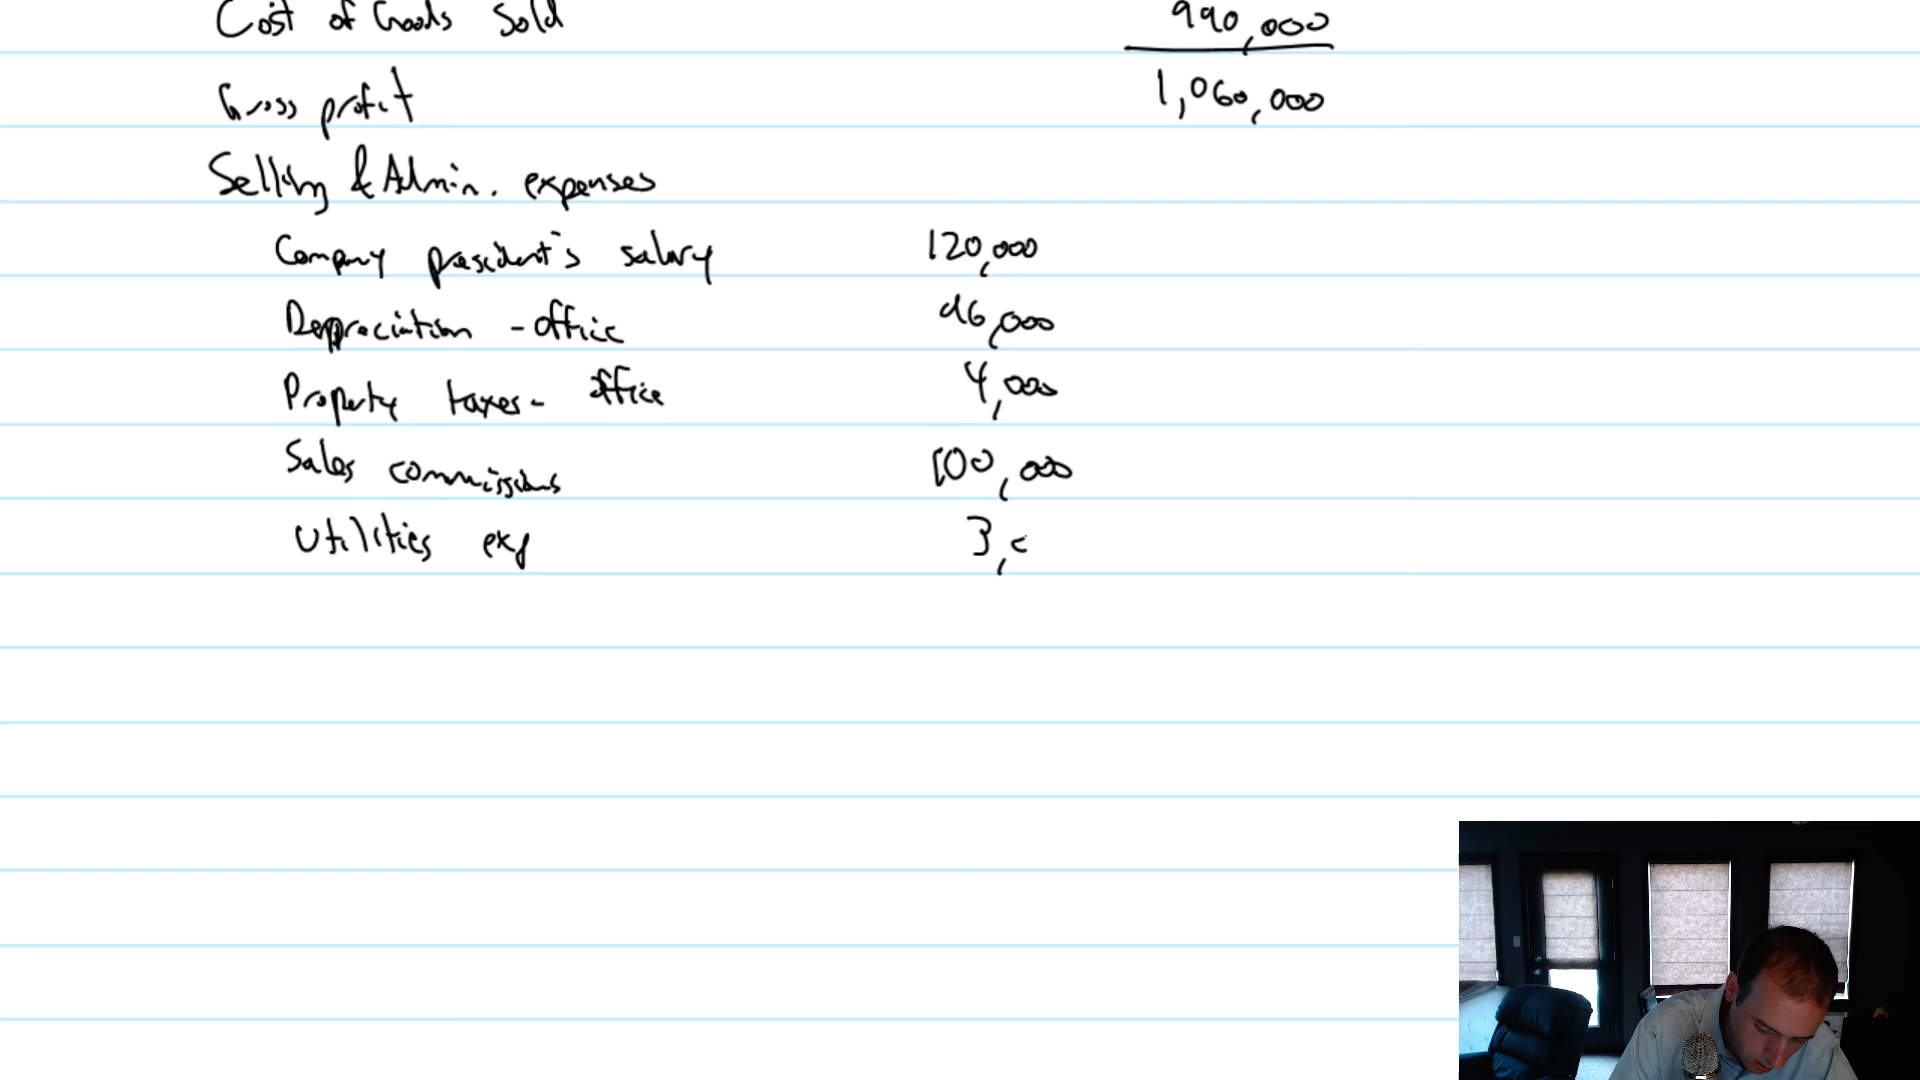 Cost of Goods Sold 990,000
Gross profit 1,060,000
Selling & Admin. expenses
Company president's salary 120,000
Depreciation - office 96,000
Property taxes - office 4,000
Sales commissions 100,000
Utilities exp 3,